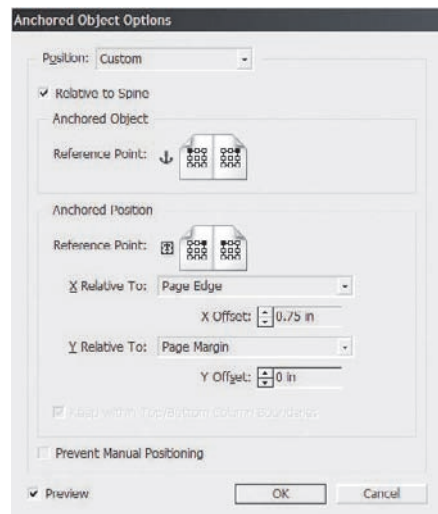 Anchored Object Options
Position: Custom
Relative to Spine
Anchored Object
Reference Point:
Anchored Position
Reference Point:
X Relative To: Page Edge
X Offset: 0.75 in
Y Relative To: Page Margin
Y Offset: 0 in
Keep within Top/Bottom Column Boundaries
Prevent Manual Positioning
Preview OK Cancel